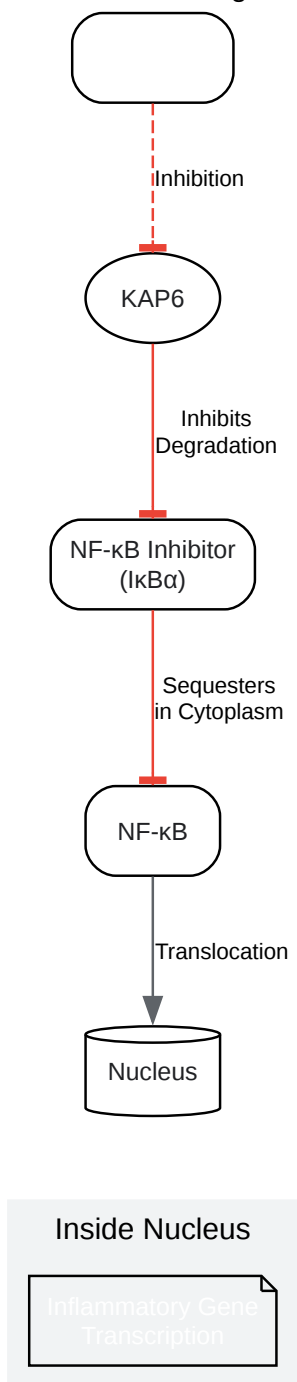 Inhibition
KAP6
Inhibits
Degradation
NF-κB Inhibitor
(IκBα)
Sequesters
in Cytoplasm
NF-κB
Translocation
Nucleus
Inside Nucleus
Inflammatory Gene
Transcription